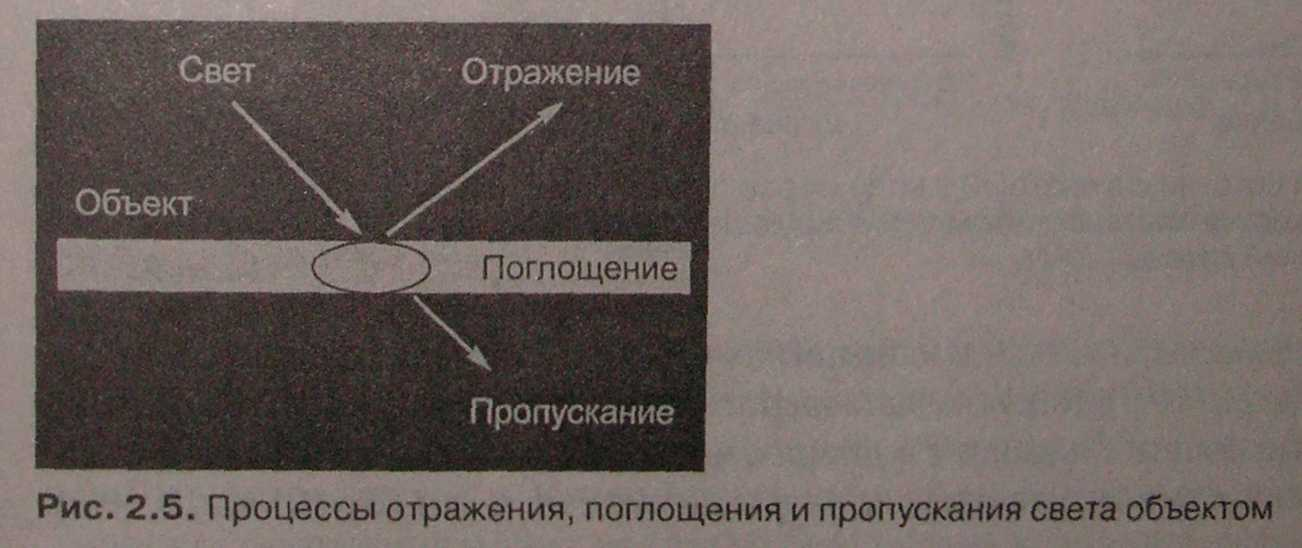 Свет Отражение
Объект
Поглощение
Пропускание
Рис. 2.5. Процессы отражения, поглощения и пропускания света объектом